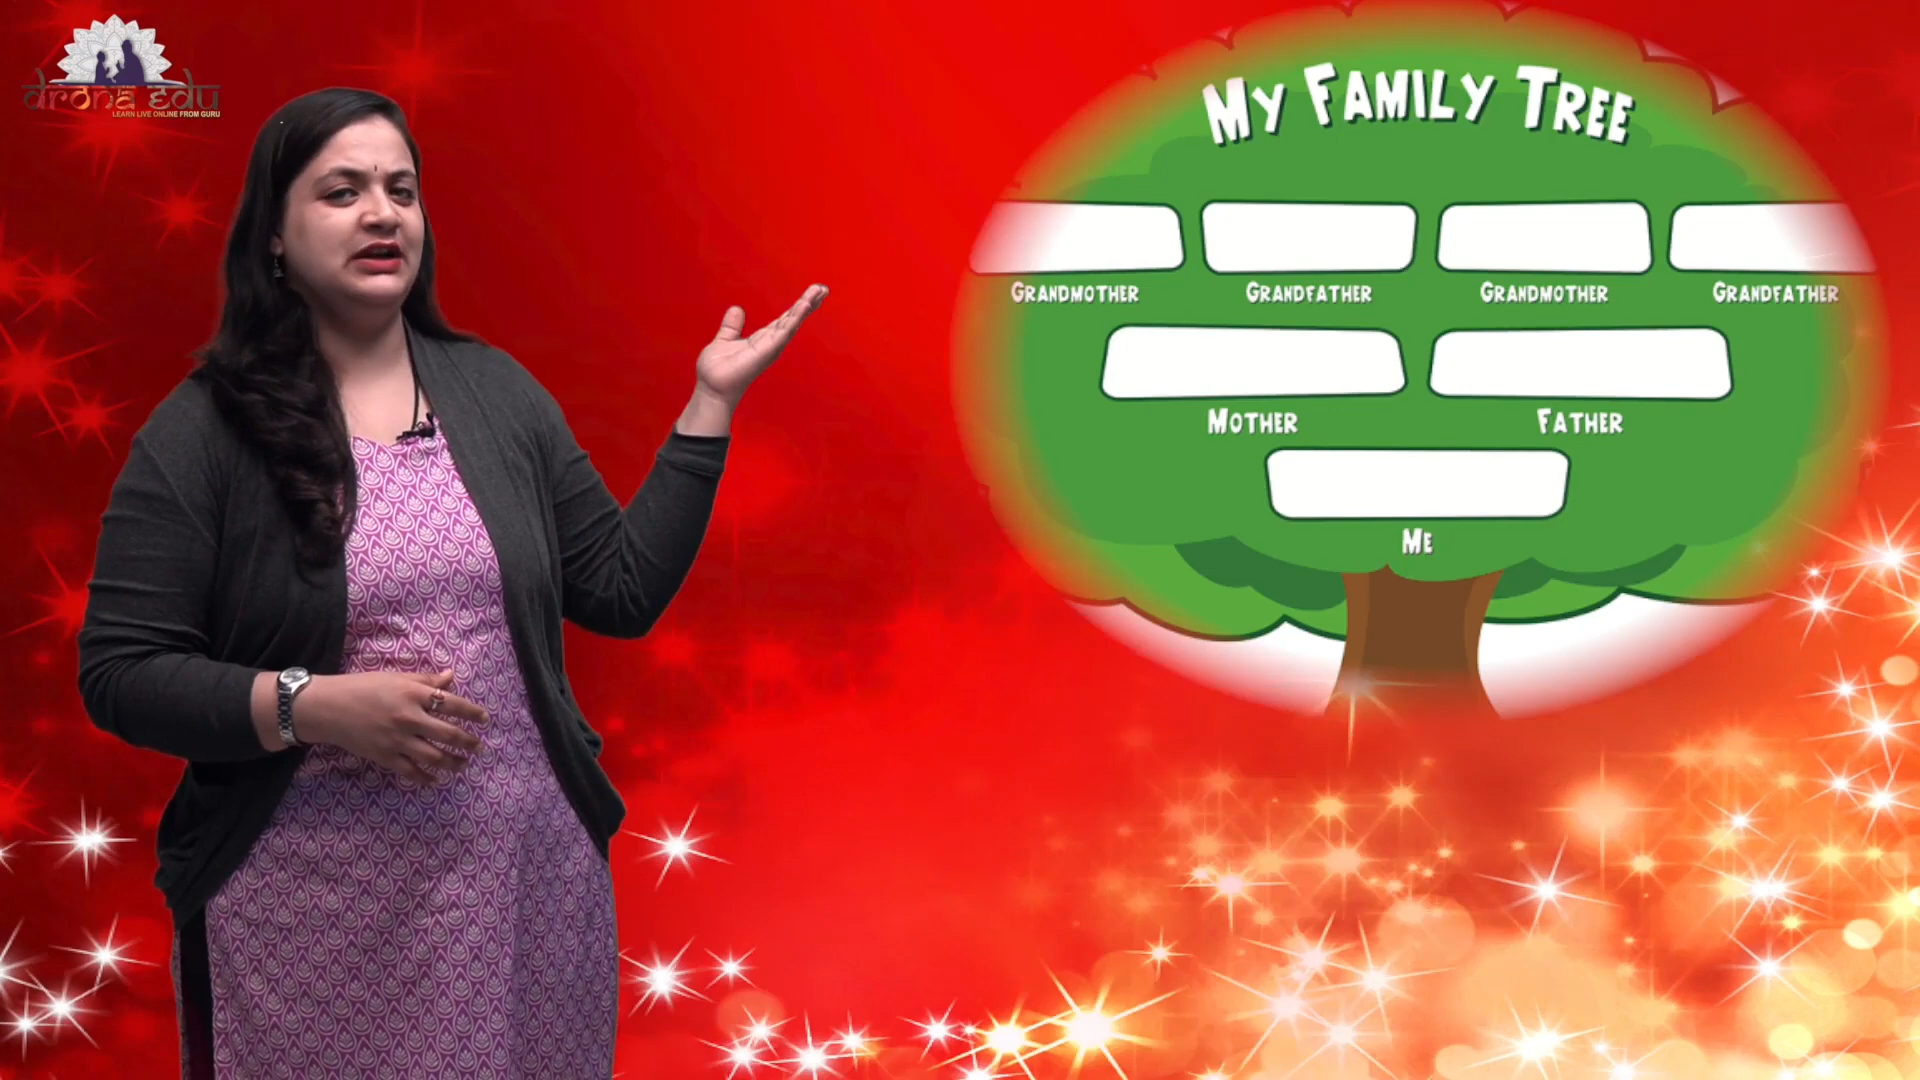 drona edu
LEARN LIVE ONLINE FROM GURU
MY FAMILY TREE
GRANDMOTHER GRANDFATHER GRANDMOTHER GRANDFATHER
MOTHER FATHER
ME